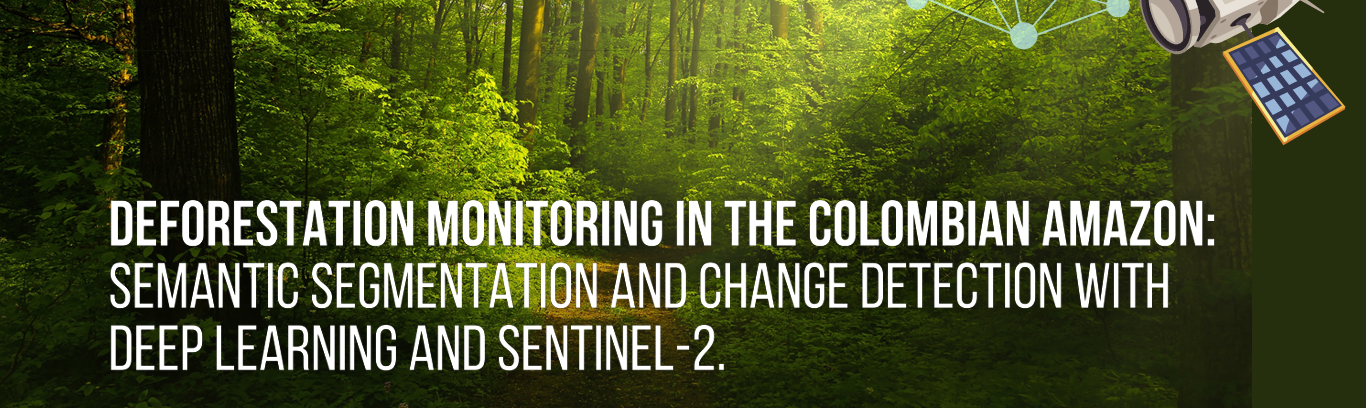 DEFORESTATION MONITORING IN THE COLOMBIAN AMAZON:
SEMANTIC SEGMENTATION AND CHANGE DETECTION WITH
DEEP LEARNING AND SENTINEL-2.